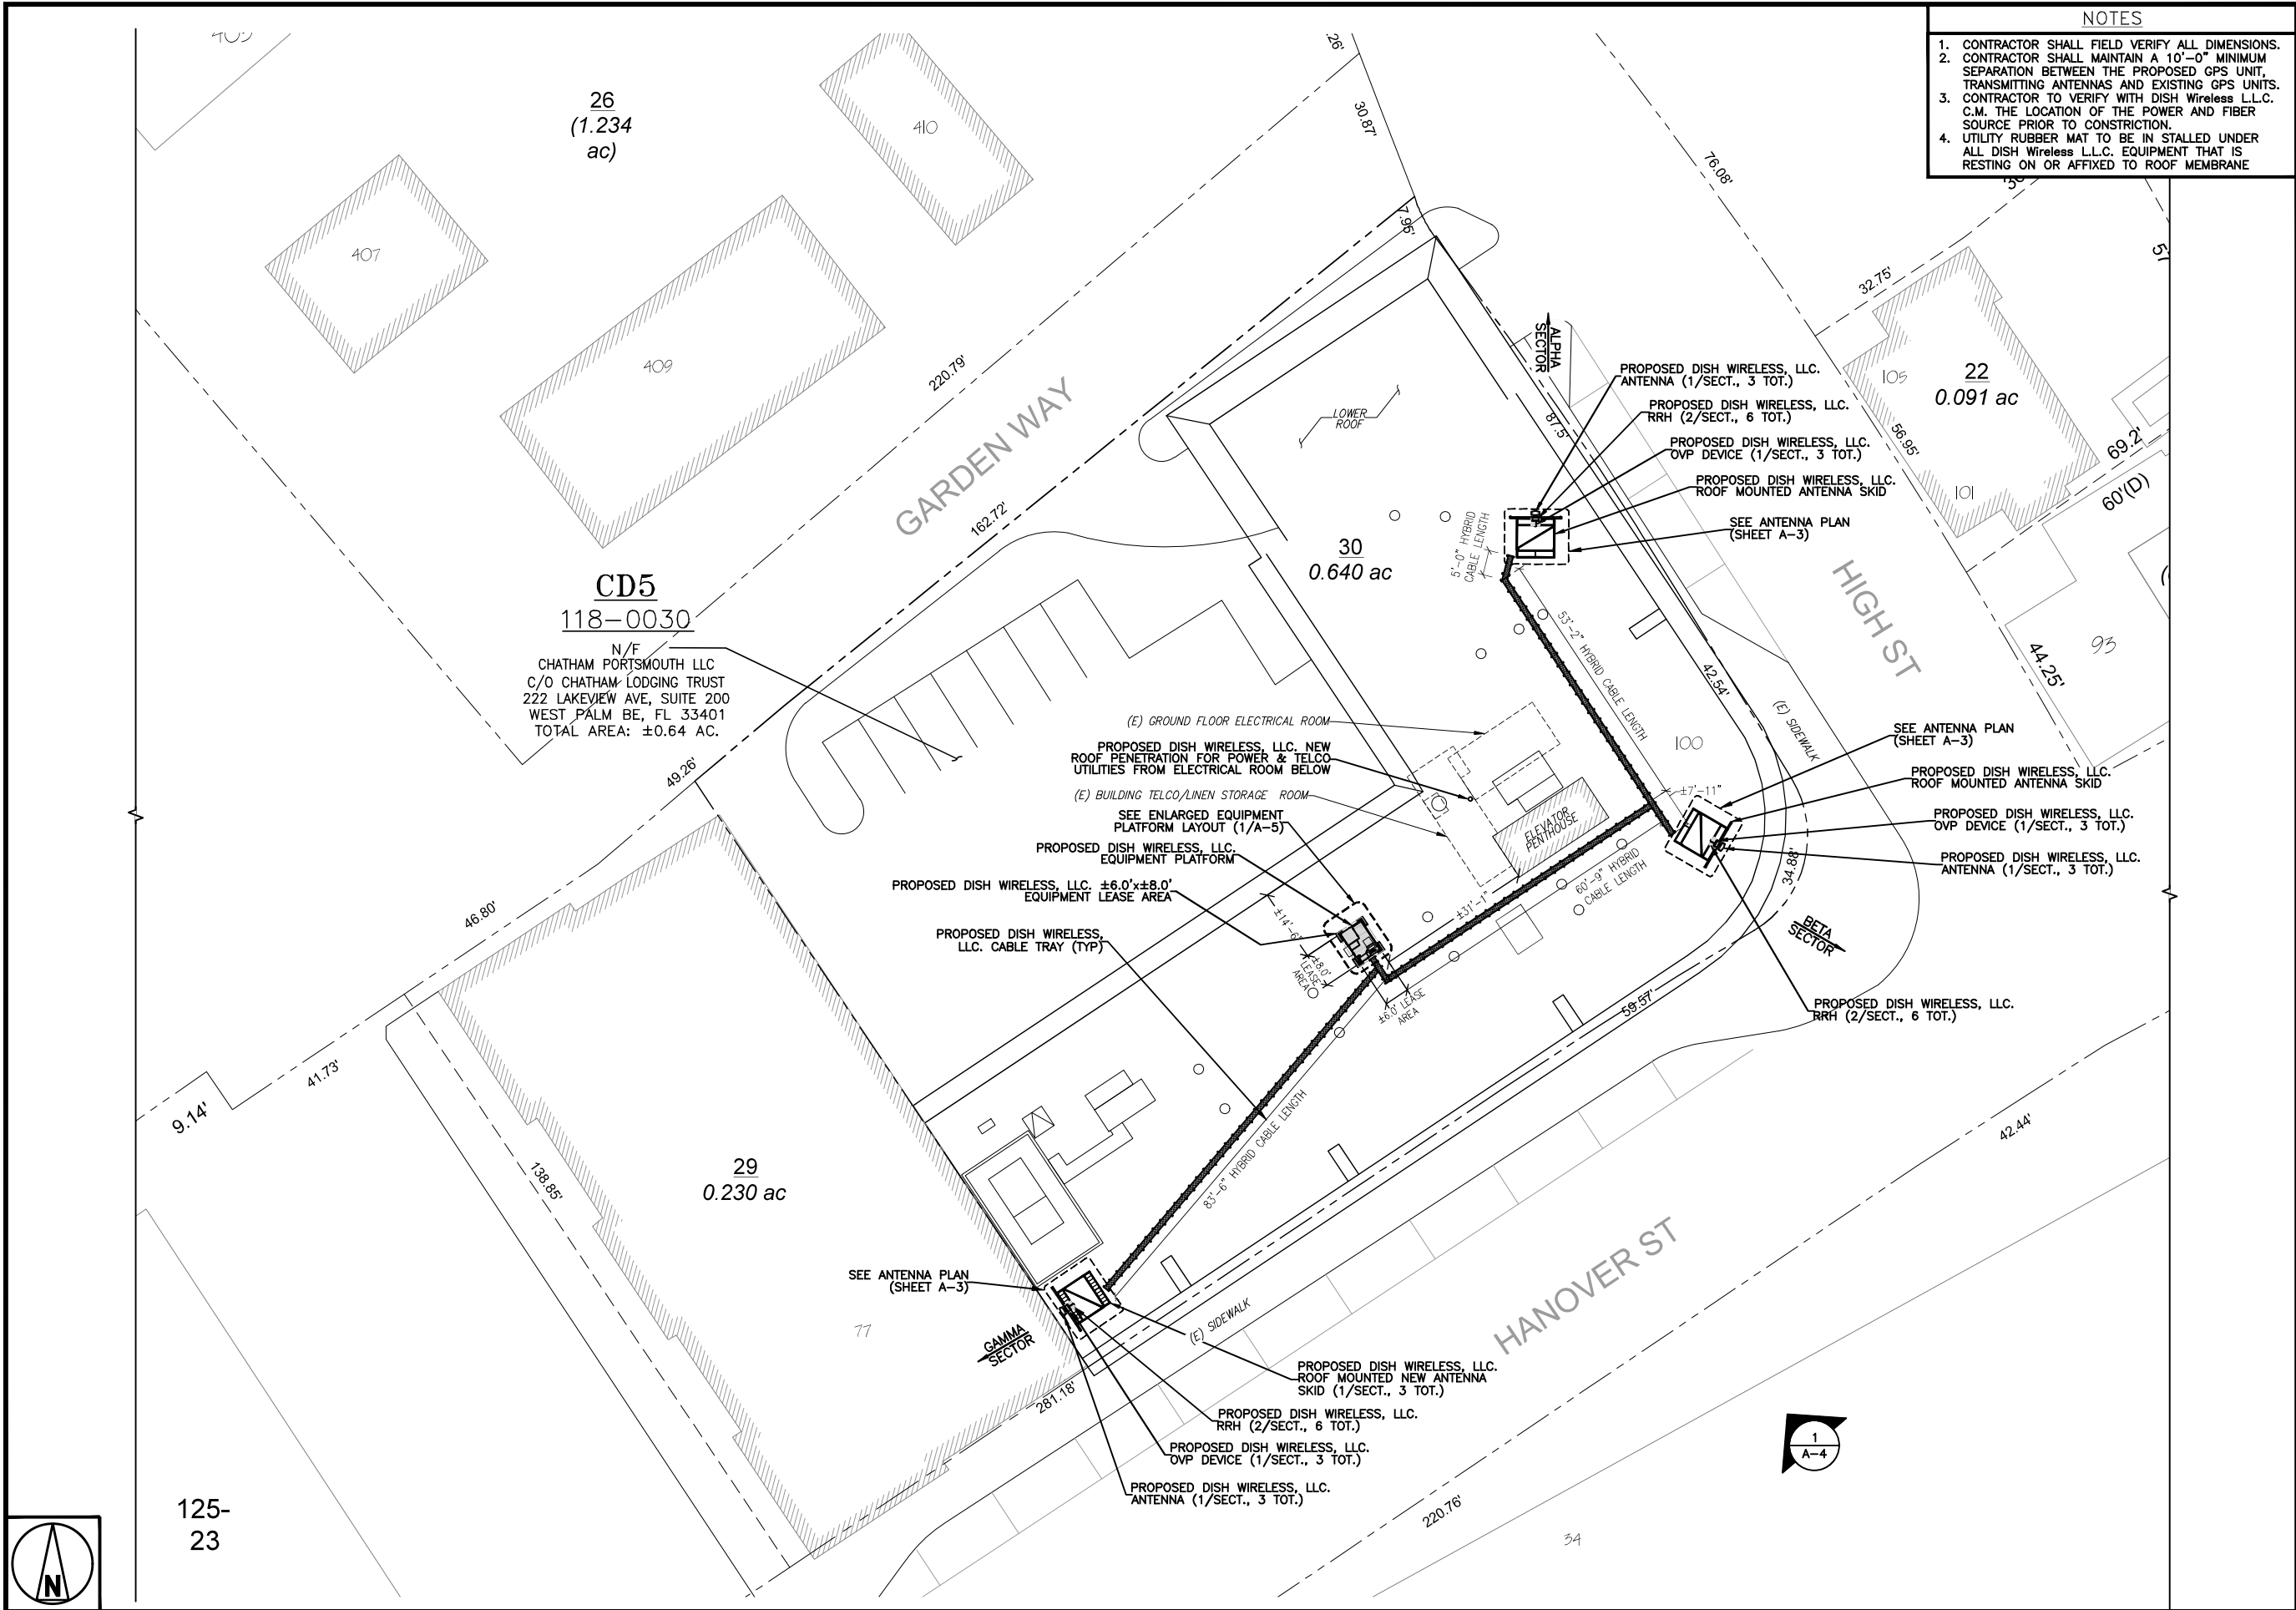 NOTES
1. CONTRACTOR SHALL FIELD VERIFY ALL DIMENSIONS.
2. CONTRACTOR SHALL MAINTAIN A 10'-0" MINIMUM
SEPARATION BETWEEN THE PROPOSED GPS UNIT,
TRANSMITTING ANTENNAS AND EXISTING GPS UNITS.
3. CONTRACTOR TO VERIFY WITH DISH Wireless L.L.C.
C.M. THE LOCATION OF THE POWER AND FIBER
SOURCE PRIOR TO CONSTRICTION.
4. UTILITY RUBBER MAT TO BE IN STALLED UNDER
ALL DISH Wireless L.L.C. EQUIPMENT THAT IS
RESTING ON OR AFFIXED TO ROOF MEMBRANE
26
(1.234
ac)
410
407
409
.26'
30.87'
7.95'
76.08'
32.75'
220.79'
GARDEN WAY
162.72'
LOWER
ROOF
ALPHA
SECTOR
PROPOSED DISH WIRELESS, LLC.
ANTENNA (1/SECT., 3 TOT.)
PROPOSED DISH WIRELESS, LLC.
RRH (2/SECT., 6 TOT.)
PROPOSED DISH WIRELESS, LLC.
OVP DEVICE (1/SECT., 3 TOT.)
PROPOSED DISH WIRELESS, LLC.
ROOF MOUNTED ANTENNA SKID
SEE ANTENNA PLAN
(SHEET A-3)
87.5'
105
22
0.091 ac
56.95'
101
69.2'
60'(D)
30
0.640 ac
5'-0" HYBRID
CABLE LENGTH
53'-2" HYBRID CABLE LENGTH
HIGH ST
93
44.25'
42.54'
(E) SIDEWALK
100
CD5
118-0030
N/F
CHATHAM PORTSMOUTH LLC
C/O CHATHAM LODGING TRUST
222 LAKEVIEW AVE, SUITE 200
WEST PALM BE, FL 33401
TOTAL AREA: ±0.64 AC.
49.26'
(E) GROUND FLOOR ELECTRICAL ROOM
PROPOSED DISH WIRELESS, LLC. NEW
ROOF PENETRATION FOR POWER & TELCO
UTILITIES FROM ELECTRICAL ROOM BELOW
(E) BUILDING TELCO/LINEN STORAGE ROOM
SEE ENLARGED EQUIPMENT
PLATFORM LAYOUT (1/A-5)
PROPOSED DISH WIRELESS, LLC.
EQUIPMENT PLATFORM
PROPOSED DISH WIRELESS, LLC. ±6.0'x±8.0'
EQUIPMENT LEASE AREA
PROPOSED DISH WIRELESS,
LLC. CABLE TRAY (TYP)
ELEVATOR
PENTHOUSE
±7'-11"
SEE ANTENNA PLAN
(SHEET A-3)
PROPOSED DISH WIRELESS, LLC.
ROOF MOUNTED ANTENNA SKID
PROPOSED DISH WIRELESS, LLC.
OVP DEVICE (1/SECT., 3 TOT.)
PROPOSED DISH WIRELESS, LLC.
ANTENNA (1/SECT., 3 TOT.)
34.88'
BETA
SECTOR
PROPOSED DISH WIRELESS, LLC.
RRH (2/SECT., 6 TOT.)
60'-9" HYBRID
CABLE LENGTH
±31'-1"
±14'-6"
±8.0'
LEASE
AREA
±6.0' LEASE
AREA
59.57'
46.80'
41.73'
9.14'
138.85'
29
0.230 ac
83'-6" HYBRID CABLE LENGTH
42.44'
HANOVER ST
SEE ANTENNA PLAN
(SHEET A-3)
77
GAMMA
SECTOR
(E) SIDEWALK
281.18'
PROPOSED DISH WIRELESS, LLC.
ROOF MOUNTED NEW ANTENNA
SKID (1/SECT., 3 TOT.)
PROPOSED DISH WIRELESS, LLC.
RRH (2/SECT., 6 TOT.)
PROPOSED DISH WIRELESS, LLC.
OVP DEVICE (1/SECT., 3 TOT.)
PROPOSED DISH WIRELESS, LLC.
ANTENNA (1/SECT., 3 TOT.)
1
A-4
220.76'
34
125-
23
N